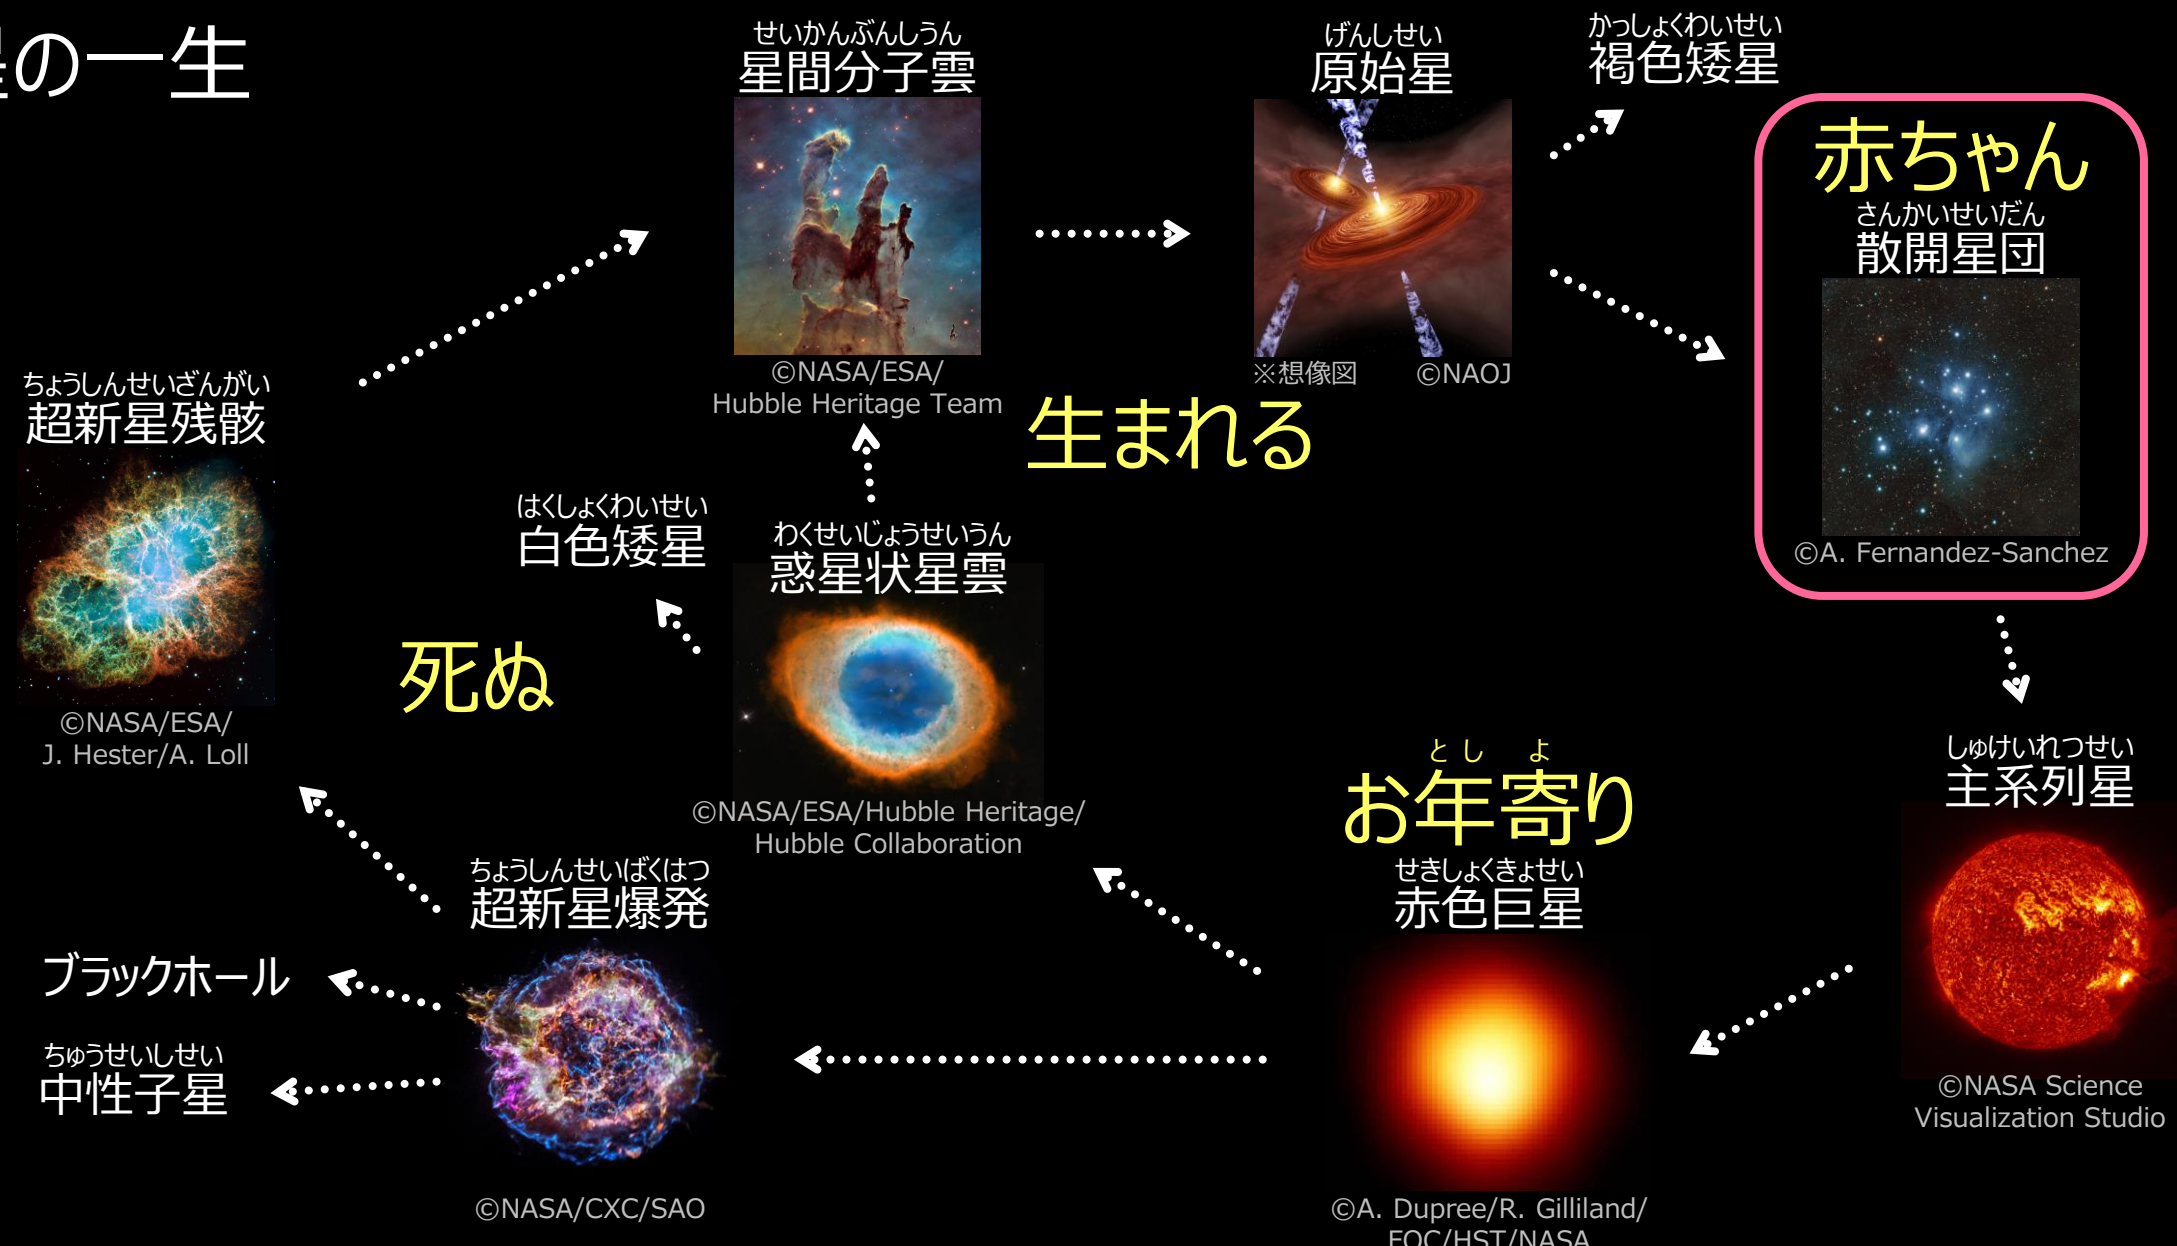 星の一生
せいかんぶんしうん
星間分子雲
©NASA/ESA/
Hubble Heritage Team
げんしせい
原始星
※想像図 ©NAOJ
かっしょくわいせい
褐色矮星
赤ちゃん
さんかいせいだん
散開星団
©A. Fernandez-Sanchez
生まれる
ちょうしんせいざんがい
超新星残骸
©NASA/ESA/
J. Hester/A. Loll
はくしょくわいせい
白色矮星
わくせいじょうせいうん
惑星状星雲
©NASA/ESA/Hubble Heritage/
Hubble Collaboration
死ぬ
としよ
お年寄り
せきしょくきょせい
赤色巨星
©A. Dupree/R. Gilliland/
FOC/HST/NASA
しゅけいれつせい
主系列星
©NASA Science
Visualization Studio
ちょうしんせいばくはつ
超新星爆発
©NASA/CXC/SAO
ブラックホール
ちゅうせいしせい
中性子星